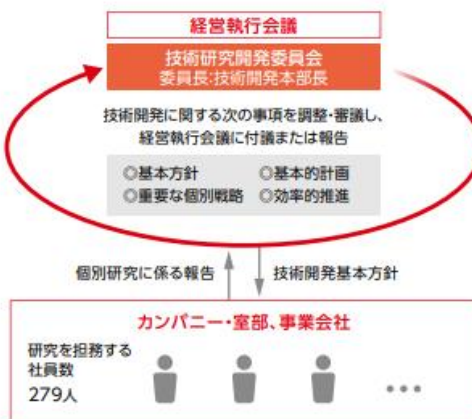 経営執行会議
技術研究開発委員会
委員長:技術開発本部長
技術開発に関する次の事項を調整・審議し、
経営執行会議に付議または報告
◎基本方針 ◎基本的計画
◎重要な個別戦略 ◎効率的推進
個別研究に係る報告 技術開発基本方針
カンパニー・室部、事業会社
研究を担務する
社員数
279人